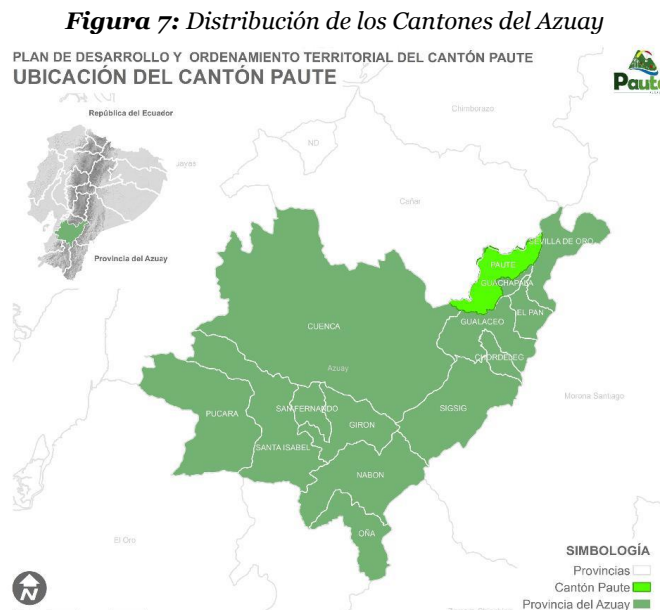 Figura 7: Distribución de los Cantones del Azuay
PLAN DE DESARROLLO Y ORDENAMIENTO TERRITORIAL DEL CANTÓN PAUTE
UBICACIÓN DEL CANTÓN PAUTE
Paute
República del Ecuador
Chimborazo
ND
uayas
Cañar
Provincia del Azuay
SEVILLA DE ORO
PAUTE
GUACHAPALA
EL PAN
GUALACEO
CUENCA
CHORDELEC
Azuay
Morona Santiago
PUCARA
SAN FERNANDO
SIGSIG
GIRON
SANTA ISABEL
NABON
OÑA
El Oro
N
SIMBOLOGÍA
Provincias
Cantón Paute
Provincia del Azuay